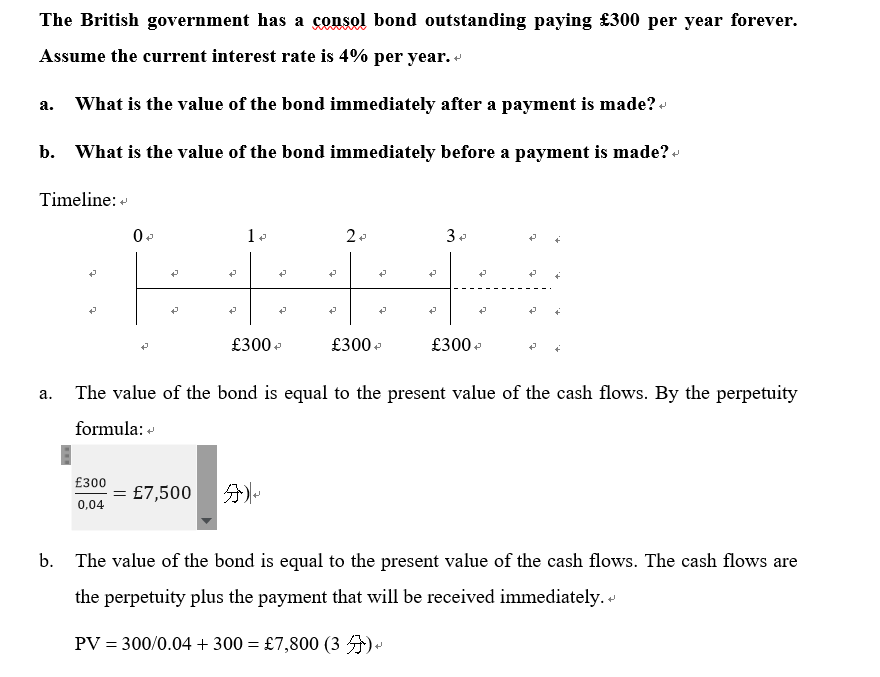 The British government has a consol bond outstanding paying £300 per year forever.
Assume the current interest rate is 4% per year.
a. What is the value of the bond immediately after a payment is made?
b. What is the value of the bond immediately before a payment is made?
Timeline:
0 1 2 3
£300 £300 £300
a. The value of the bond is equal to the present value of the cash flows. By the perpetuity
formula:
£300/0,04 = £7,500 分)
b. The value of the bond is equal to the present value of the cash flows. The cash flows are
the perpetuity plus the payment that will be received immediately.
PV = 300/0.04 + 300 = £7,800 (3 分)